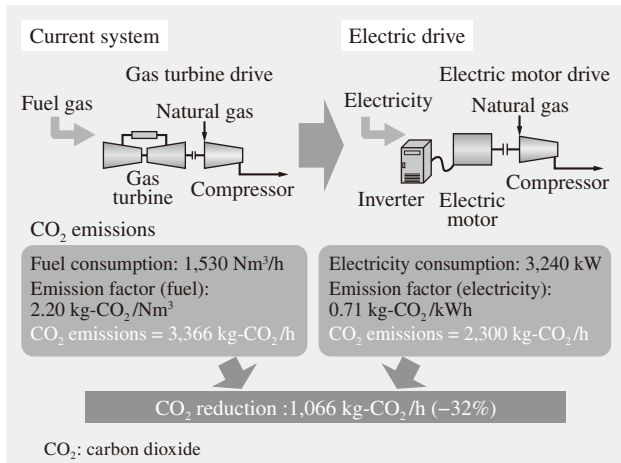 Current system
Electric drive
Gas turbine drive
Fuel gas
Natural gas
Gas
turbine
Compressor
Electric motor drive
Electricity
Natural gas
Inverter
Electric
motor
Compressor
CO₂ emissions
Fuel consumption: 1,530 Nm³/h
Emission factor (fuel):
2.20 kg-CO₂/Nm³
CO₂ emissions = 3,366 kg-CO₂/h
Electricity consumption: 3,240 kW
Emission factor (electricity):
0.71 kg-CO₂/kWh
CO₂ emissions = 2,300 kg-CO₂/h
CO₂ reduction :1,066 kg-CO₂/h (−32%)
CO₂: carbon dioxide